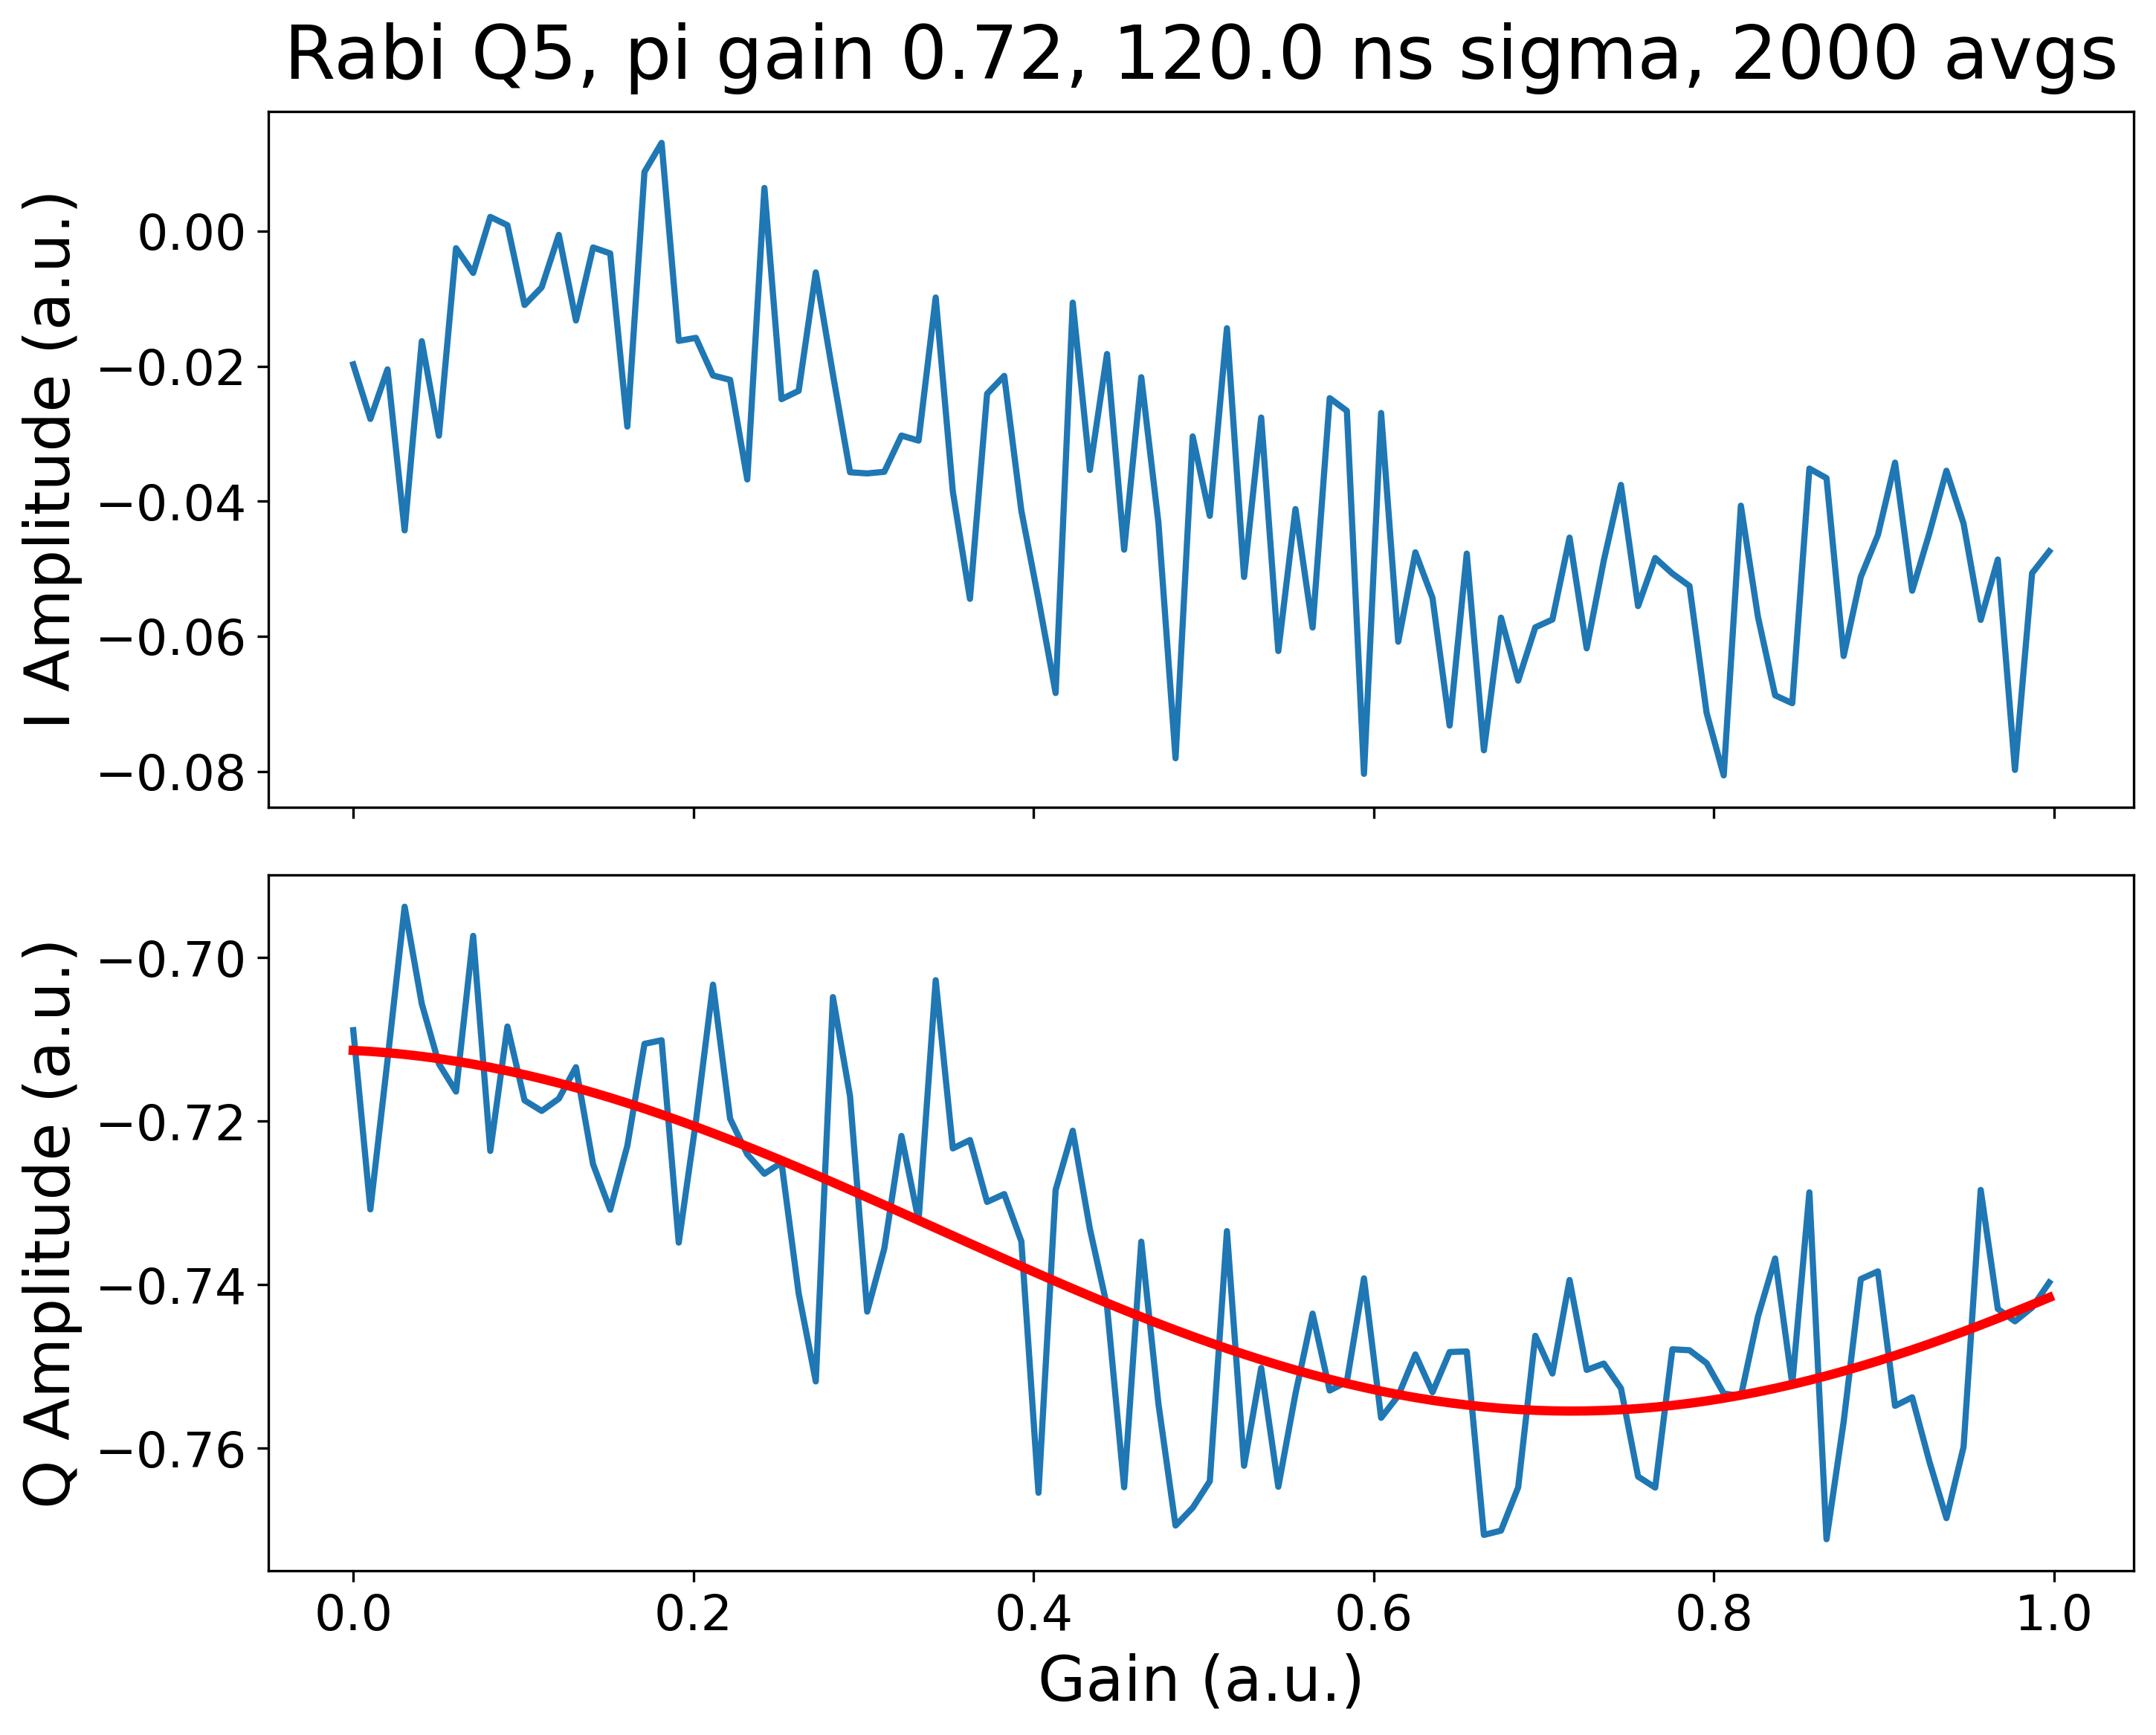 Rabi Q5, pi gain 0.72, 120.0 ns sigma, 2000 avgs
I Amplitude (a.u.)
0.00
−0.02
−0.04
−0.06
−0.08
Q Amplitude (a.u.)
−0.70
−0.72
−0.74
−0.76
0.0 0.2 0.4 0.6 0.8 1.0
Gain (a.u.)